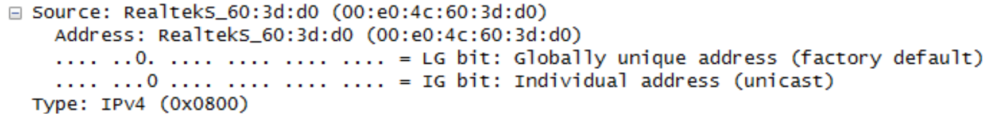 Source: RealtekS_60:3d:d0 (00:e0:4c:60:3d:d0)
Address: RealtekS_60:3d:d0 (00:e0:4c:60:3d:d0)
.... ..0. .... .... .... .... = LG bit: Globally unique address (factory default)
.... ...0 .... .... .... .... = IG bit: Individual address (unicast)
Type: IPv4 (0x0800)